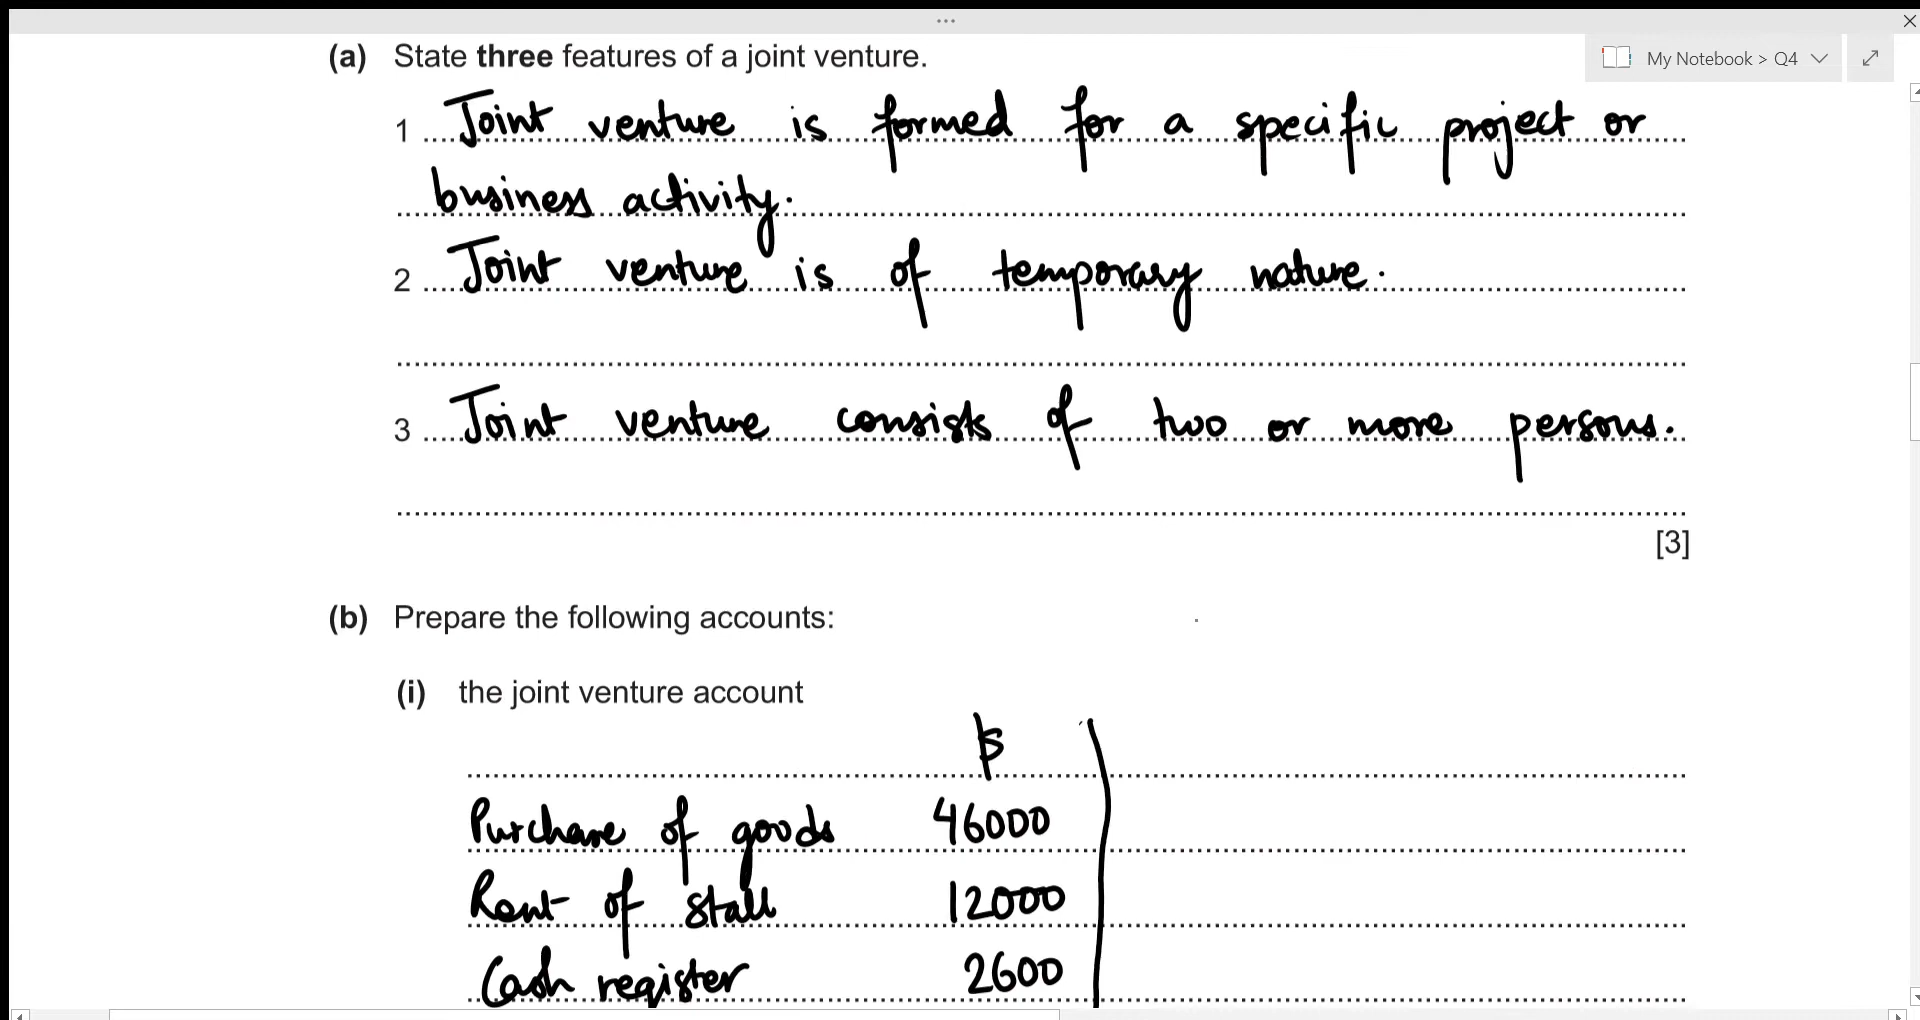 My Notebook > Q4
(a) State three features of a joint venture.
1 Joint venture is formed for a specific project or
business activity.
2 Joint venture is of temporary nature.
3 Joint venture consists of two or more persons.
[3]
(b) Prepare the following accounts:
(i) the joint venture account
$
Purchase of goods 46000
Rent of stall 12000
Cash register 2600